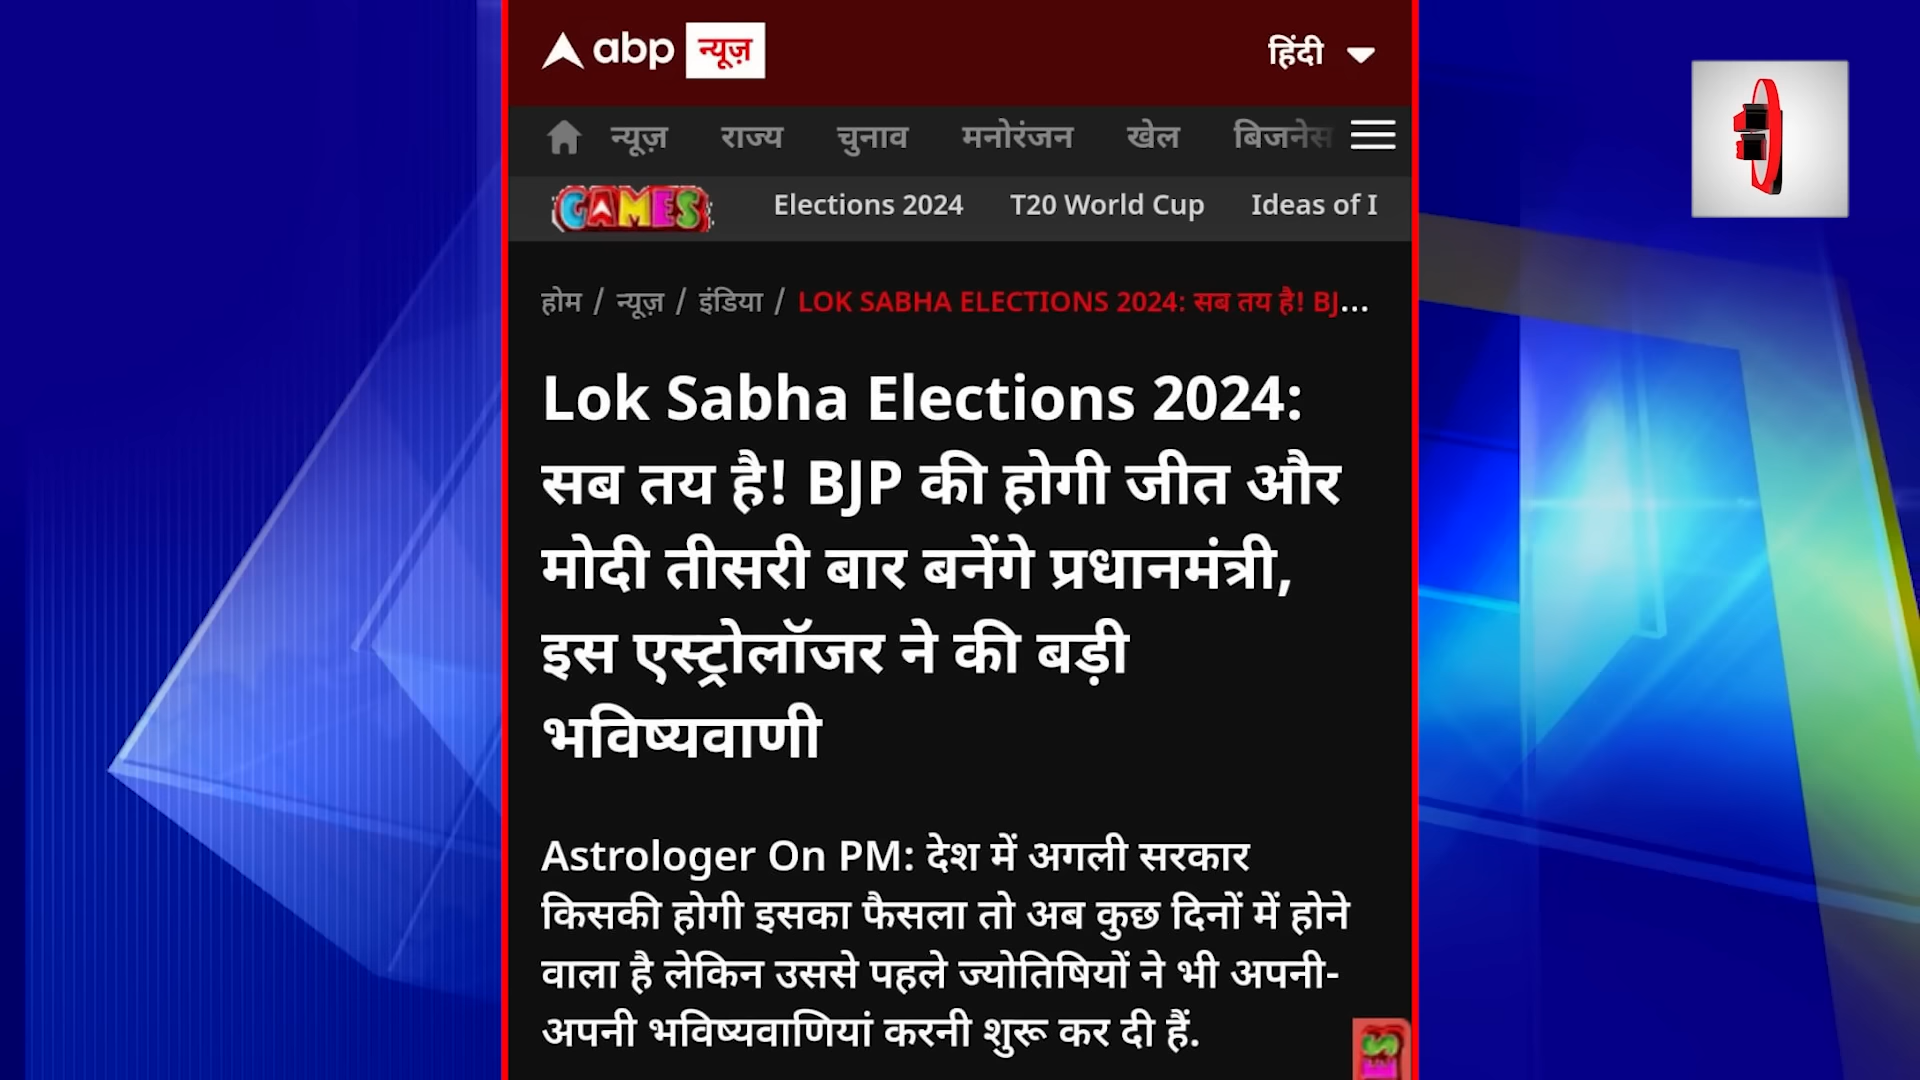 abp न्यूज़
हिंदी
न्यूज़ राज्य चुनाव मनोरंजन खेल बिजनेस
GAMES Elections 2024 T20 World Cup Ideas of I
होम / न्यूज़ / इंडिया / LOK SABHA ELECTIONS 2024: सब तय है! BJ...
Lok Sabha Elections 2024:
सब तय है! BJP की होगी जीत और
मोदी तीसरी बार बनेंगे प्रधानमंत्री,
इस एस्ट्रोलॉजर ने की बड़ी
भविष्यवाणी
Astrologer On PM: देश में अगली सरकार
किसकी होगी इसका फैसला तो अब कुछ दिनों में होने
वाला है लेकिन उससे पहले ज्योतिषियों ने भी अपनी-
अपनी भविष्यवाणियां करनी शुरू कर दी हैं.